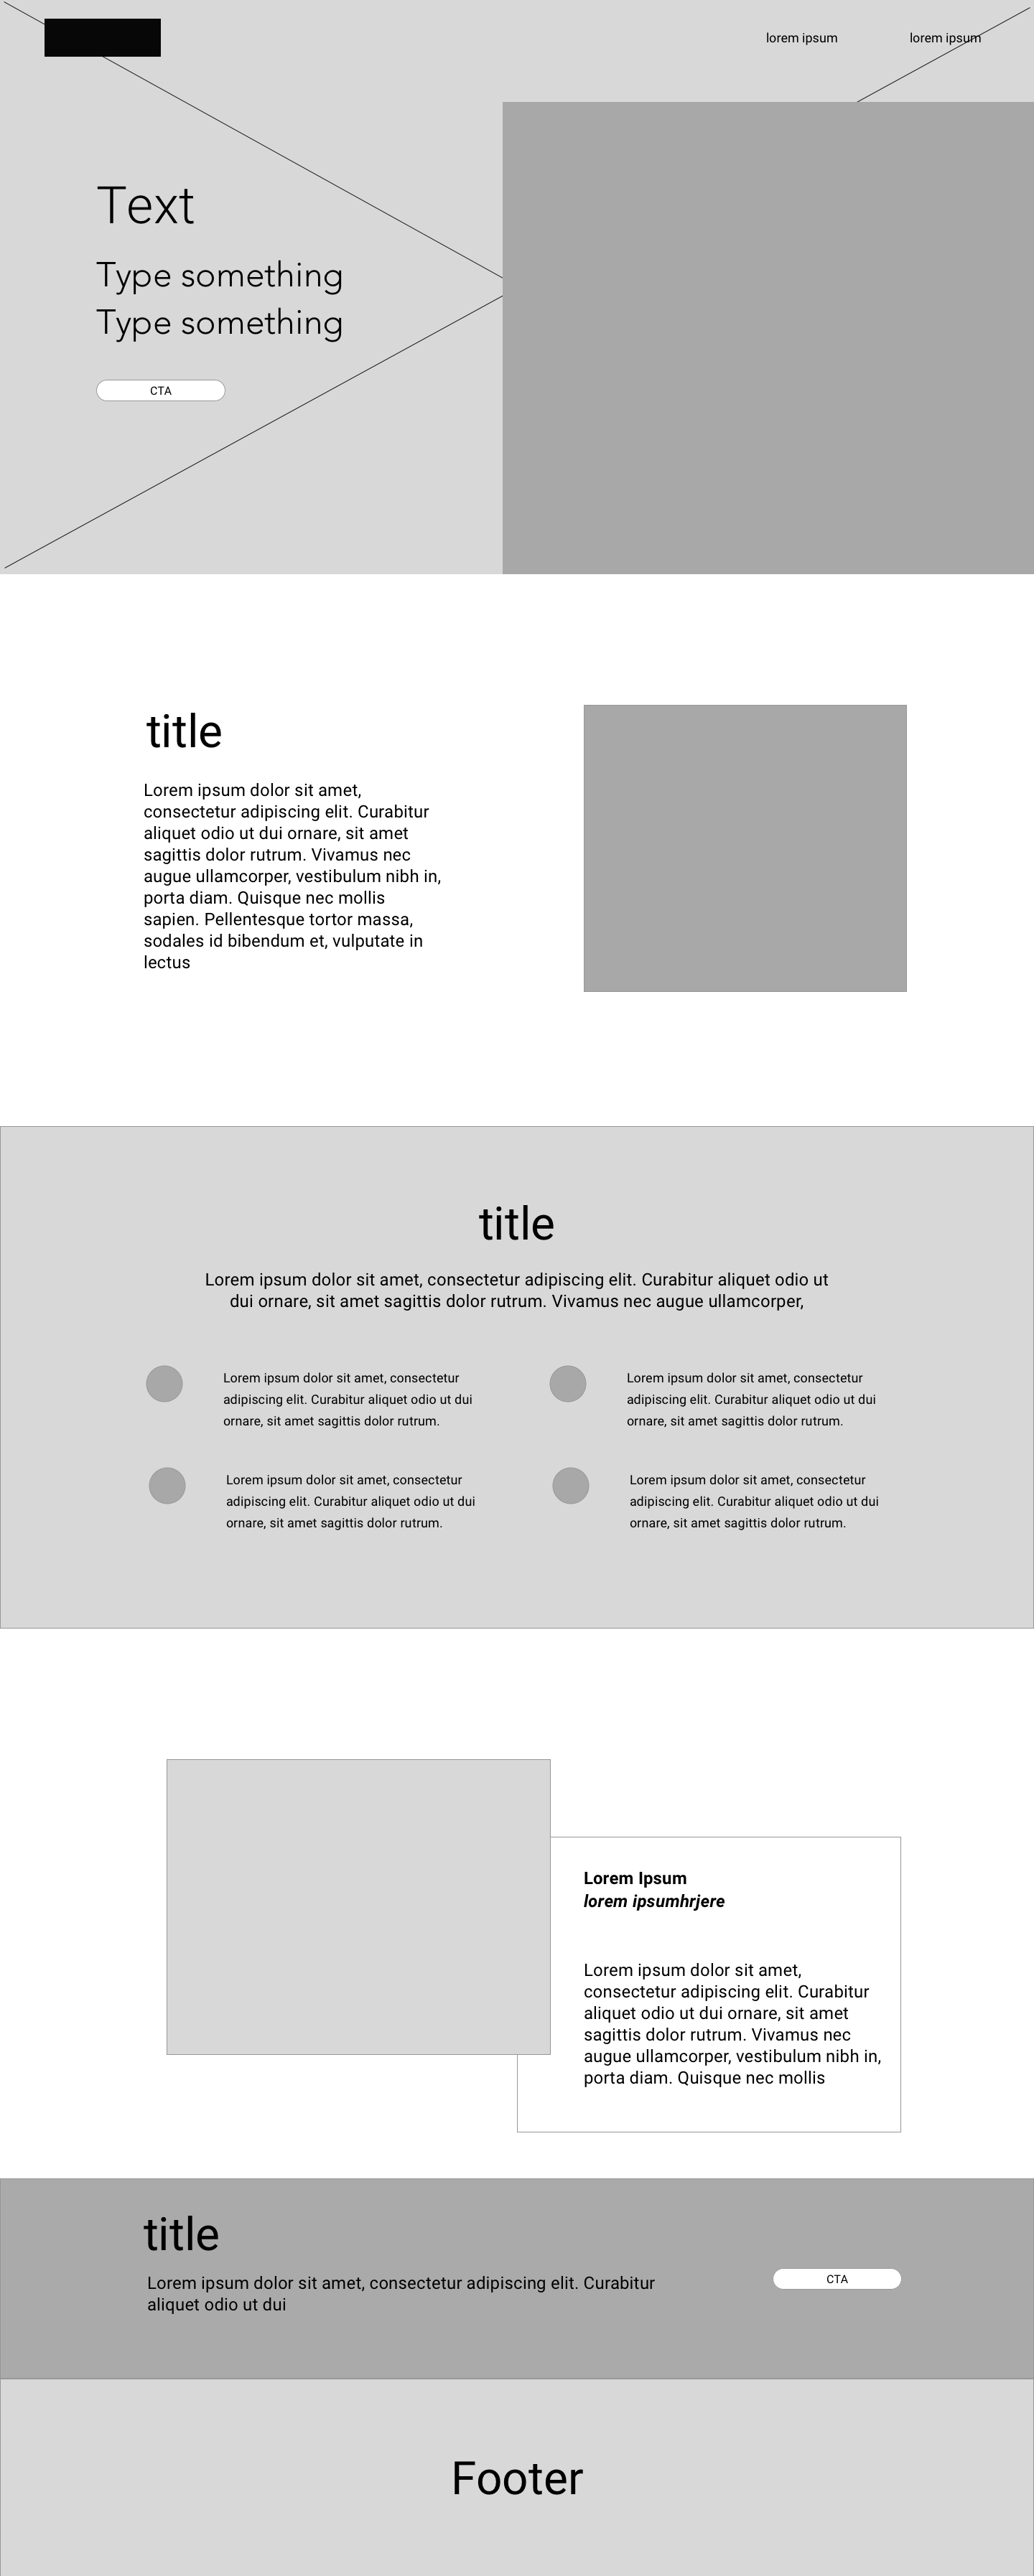 lorem ipsum
lorem ipsum
Text
Type something
Type something
CTA
title
Lorem ipsum dolor sit amet,
consectetur adipiscing elit. Curabitur
aliquet odio ut dui ornare, sit amet
sagittis dolor rutrum. Vivamus nec
augue ullamcorper, vestibulum nibh in,
porta diam. Quisque nec mollis
sapien. Pellentesque tortor massa,
sodales id bibendum et, vulputate in
lectus
title
Lorem ipsum dolor sit amet, consectetur adipiscing elit. Curabitur aliquet odio ut
dui ornare, sit amet sagittis dolor rutrum. Vivamus nec augue ullamcorper,
Lorem ipsum dolor sit amet, consectetur
adipiscing elit. Curabitur aliquet odio ut dui
ornare, sit amet sagittis dolor rutrum.
Lorem ipsum dolor sit amet, consectetur
adipiscing elit. Curabitur aliquet odio ut dui
ornare, sit amet sagittis dolor rutrum.
Lorem ipsum dolor sit amet, consectetur
adipiscing elit. Curabitur aliquet odio ut dui
ornare, sit amet sagittis dolor rutrum.
Lorem ipsum dolor sit amet, consectetur
adipiscing elit. Curabitur aliquet odio ut dui
ornare, sit amet sagittis dolor rutrum.
Lorem Ipsum
lorem ipsumhrjere
Lorem ipsum dolor sit amet,
consectetur adipiscing elit. Curabitur
aliquet odio ut dui ornare, sit amet
sagittis dolor rutrum. Vivamus nec
augue ullamcorper, vestibulum nibh in,
porta diam. Quisque nec mollis
title
Lorem ipsum dolor sit amet, consectetur adipiscing elit. Curabitur
aliquet odio ut dui
CTA
Footer